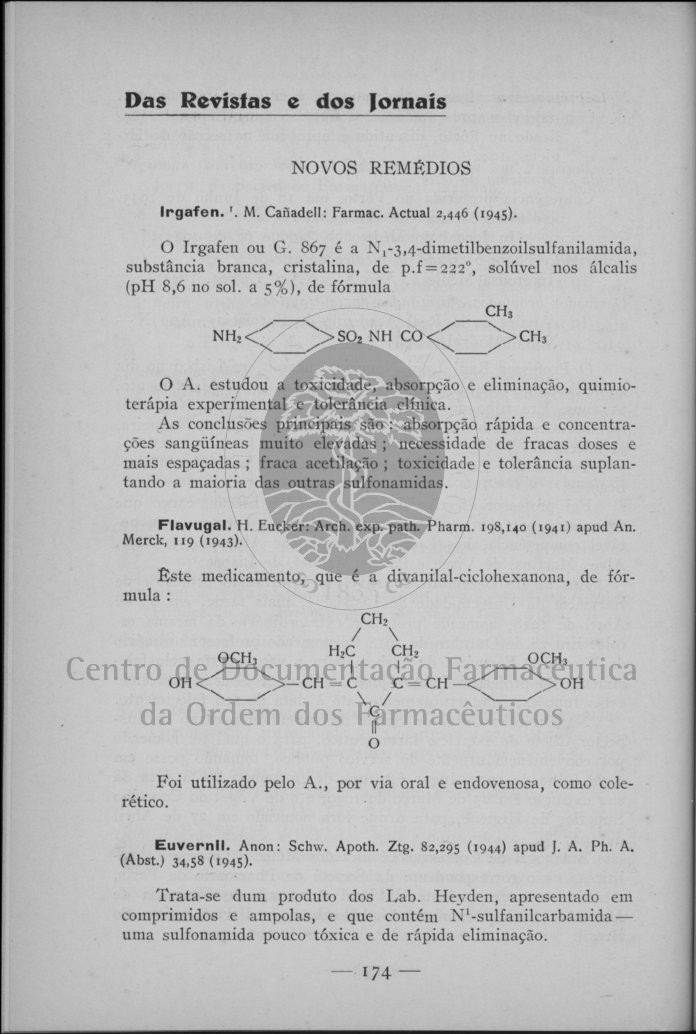 Das Revistas e dos Jornais
NOVOS REMÉDIOS
Irgafen. r. M. Cañadell: Farmac. Actual 2,446 (1945).
O Irgafen ou G. 867 é a N1-3,4-dimetilbenzoilsulfanilamida,
substância branca, cristalina, de p.f = 222°, solúvel nos álcalis
(pH 8,6 no sol. a 5%), de fórmula
CH3
NH2 SO2 NH CO CH3
O A. estudou a toxicidade, absorpção e eliminação, quimio-
terápia experimental e tolerância clínica.
As conclusões principais são : absorpção rápida e concentra-
ções sangüíneas muito elevadas ; necessidade de fracas doses e
mais espaçadas ; fraca acetilação ; toxicidade e tolerância suplan-
tando a maioria das outras sulfonamidas.
Flavugal. H. Eucker: Arch. exp. path. Pharm. 198,140 (1941) apud An.
Merck, 119 (1943).
Êste medicamento, que é a divanilal-ciclohexanona, de fór-
mula :
1835
CH2
H2C CH2
OCH3 OCH3
Centro de Documentação Farmacêutica
OH CH = C C = CH OH
da Ordem dos Farmacêuticos
C
O
Foi utilizado pelo A., por via oral e endovenosa, como cole-
rético.
Euvernil. Anon: Schw. Apoth. Ztg. 82,295 (1944) apud J. A. Ph. A.
(Abst.) 34,58 (1945).
Trata-se dum produto dos Lab. Heyden, apresentado em
comprimidos e ampolas, e que contém N1-sulfanilcarbamida —
uma sulfonamida pouco tóxica e de rápida eliminação.
— 174 —